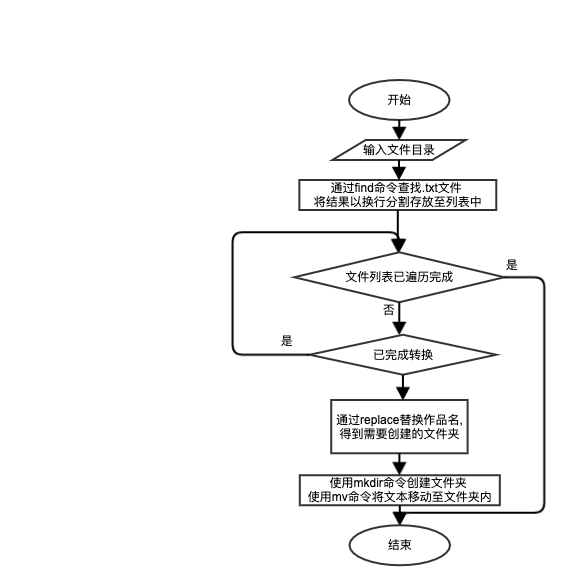 开始
输入文件目录
通过find命令查找.txt文件
将结果以换行分割存放至列表中
文件列表已遍历完成
是
否
是
已完成转换
通过replace替换作品名,
得到需要创建的文件夹
使用mkdir命令创建文件夹
使用mv命令将文本移动至文件夹内
结束